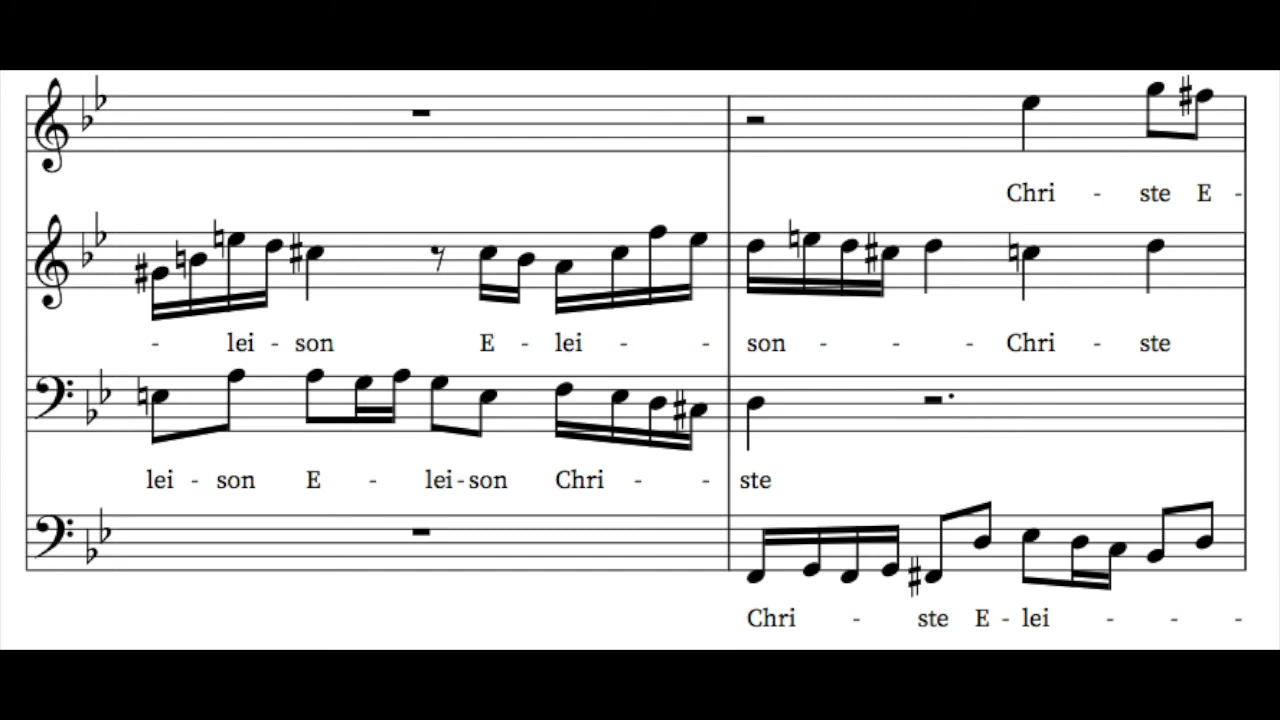 Chri - ste E -
- lei - son E - lei - - son - - - Chri - ste
lei - son E - lei - son Chri - - ste
Chri - ste E - lei - - -